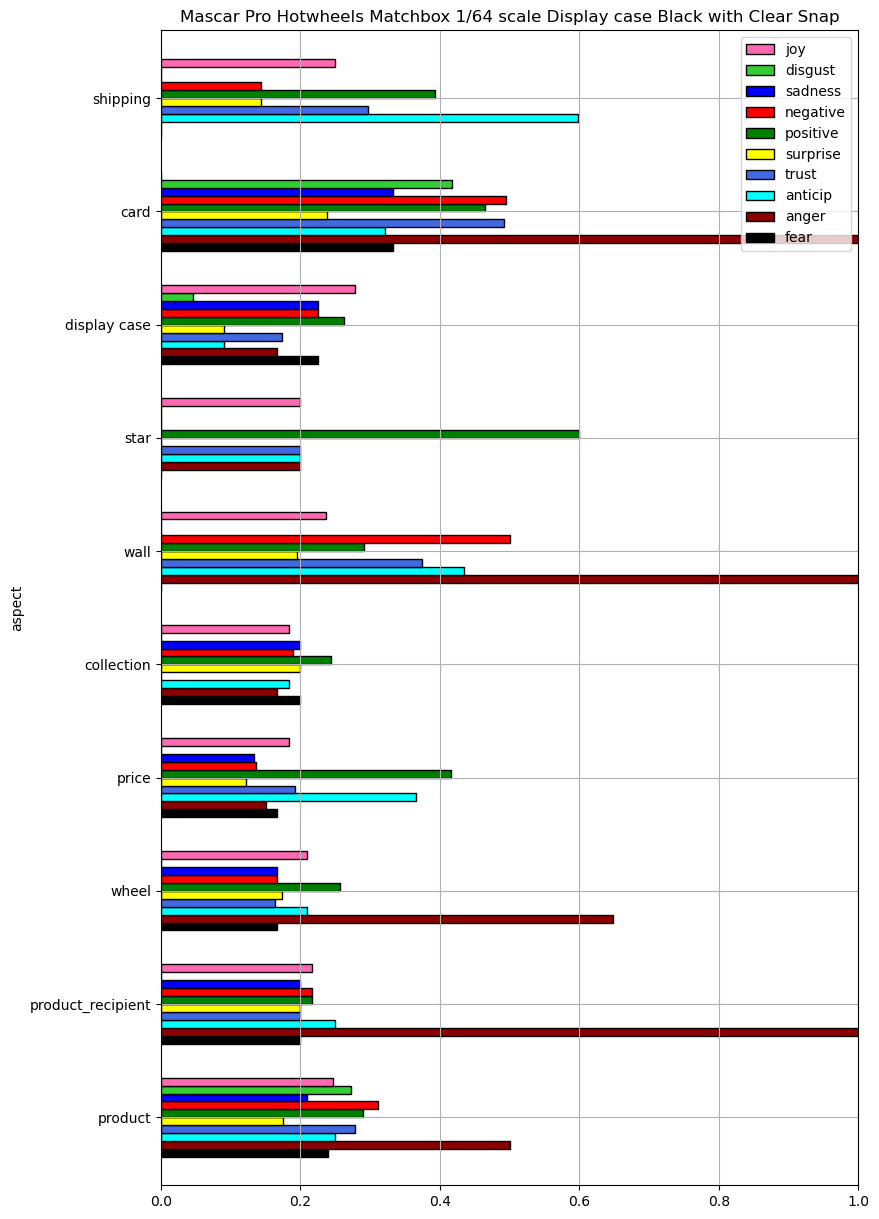 Mascar Pro Hotwheels Matchbox 1/64 scale Display case Black with Clear Snap
joy
disgust
sadness
negative
positive
surprise
trust
anticip
anger
fear
shipping
card
display case
star
wall
collection
price
wheel
product_recipient
product
aspect
0.0 0.2 0.4 0.6 0.8 1.0